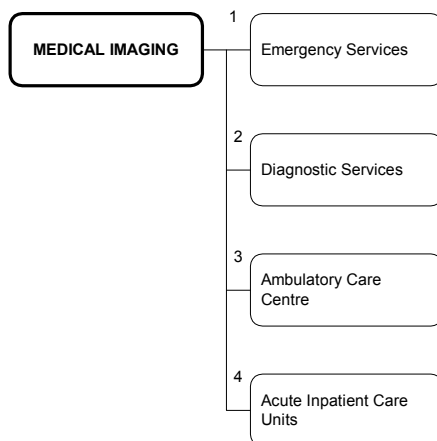 1
MEDICAL IMAGING
Emergency Services
2
Diagnostic Services
3
Ambulatory Care
Centre
4
Acute Inpatient Care
Units